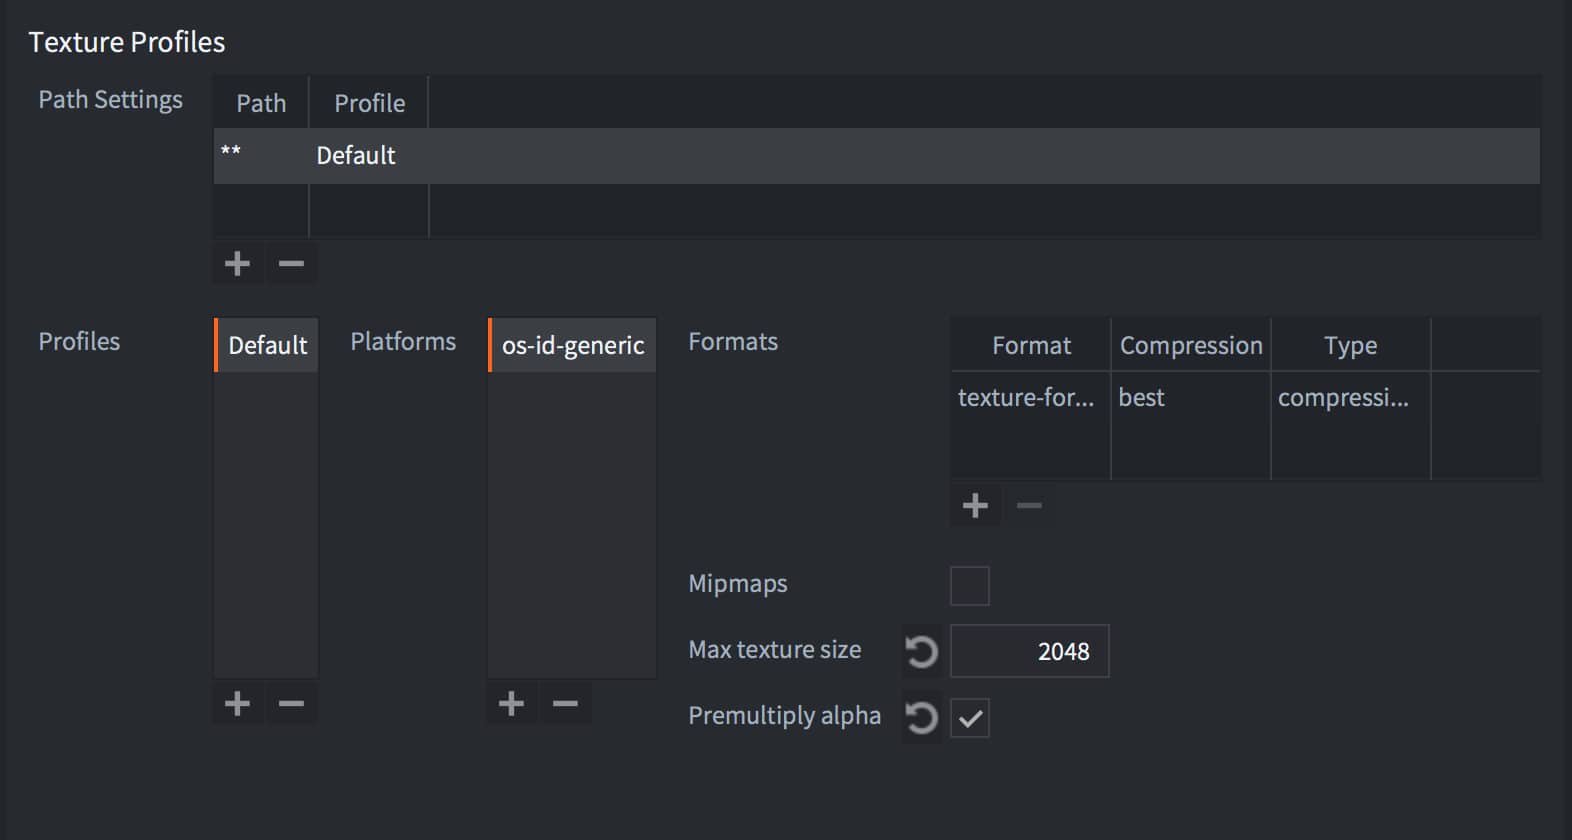 Texture Profiles
Path Settings
Path Profile
** Default
Profiles
Default
Platforms
os-id-generic
Formats
Format Compression Type
texture-for... best compressi...
Mipmaps
Max texture size 2048
Premultiply alpha